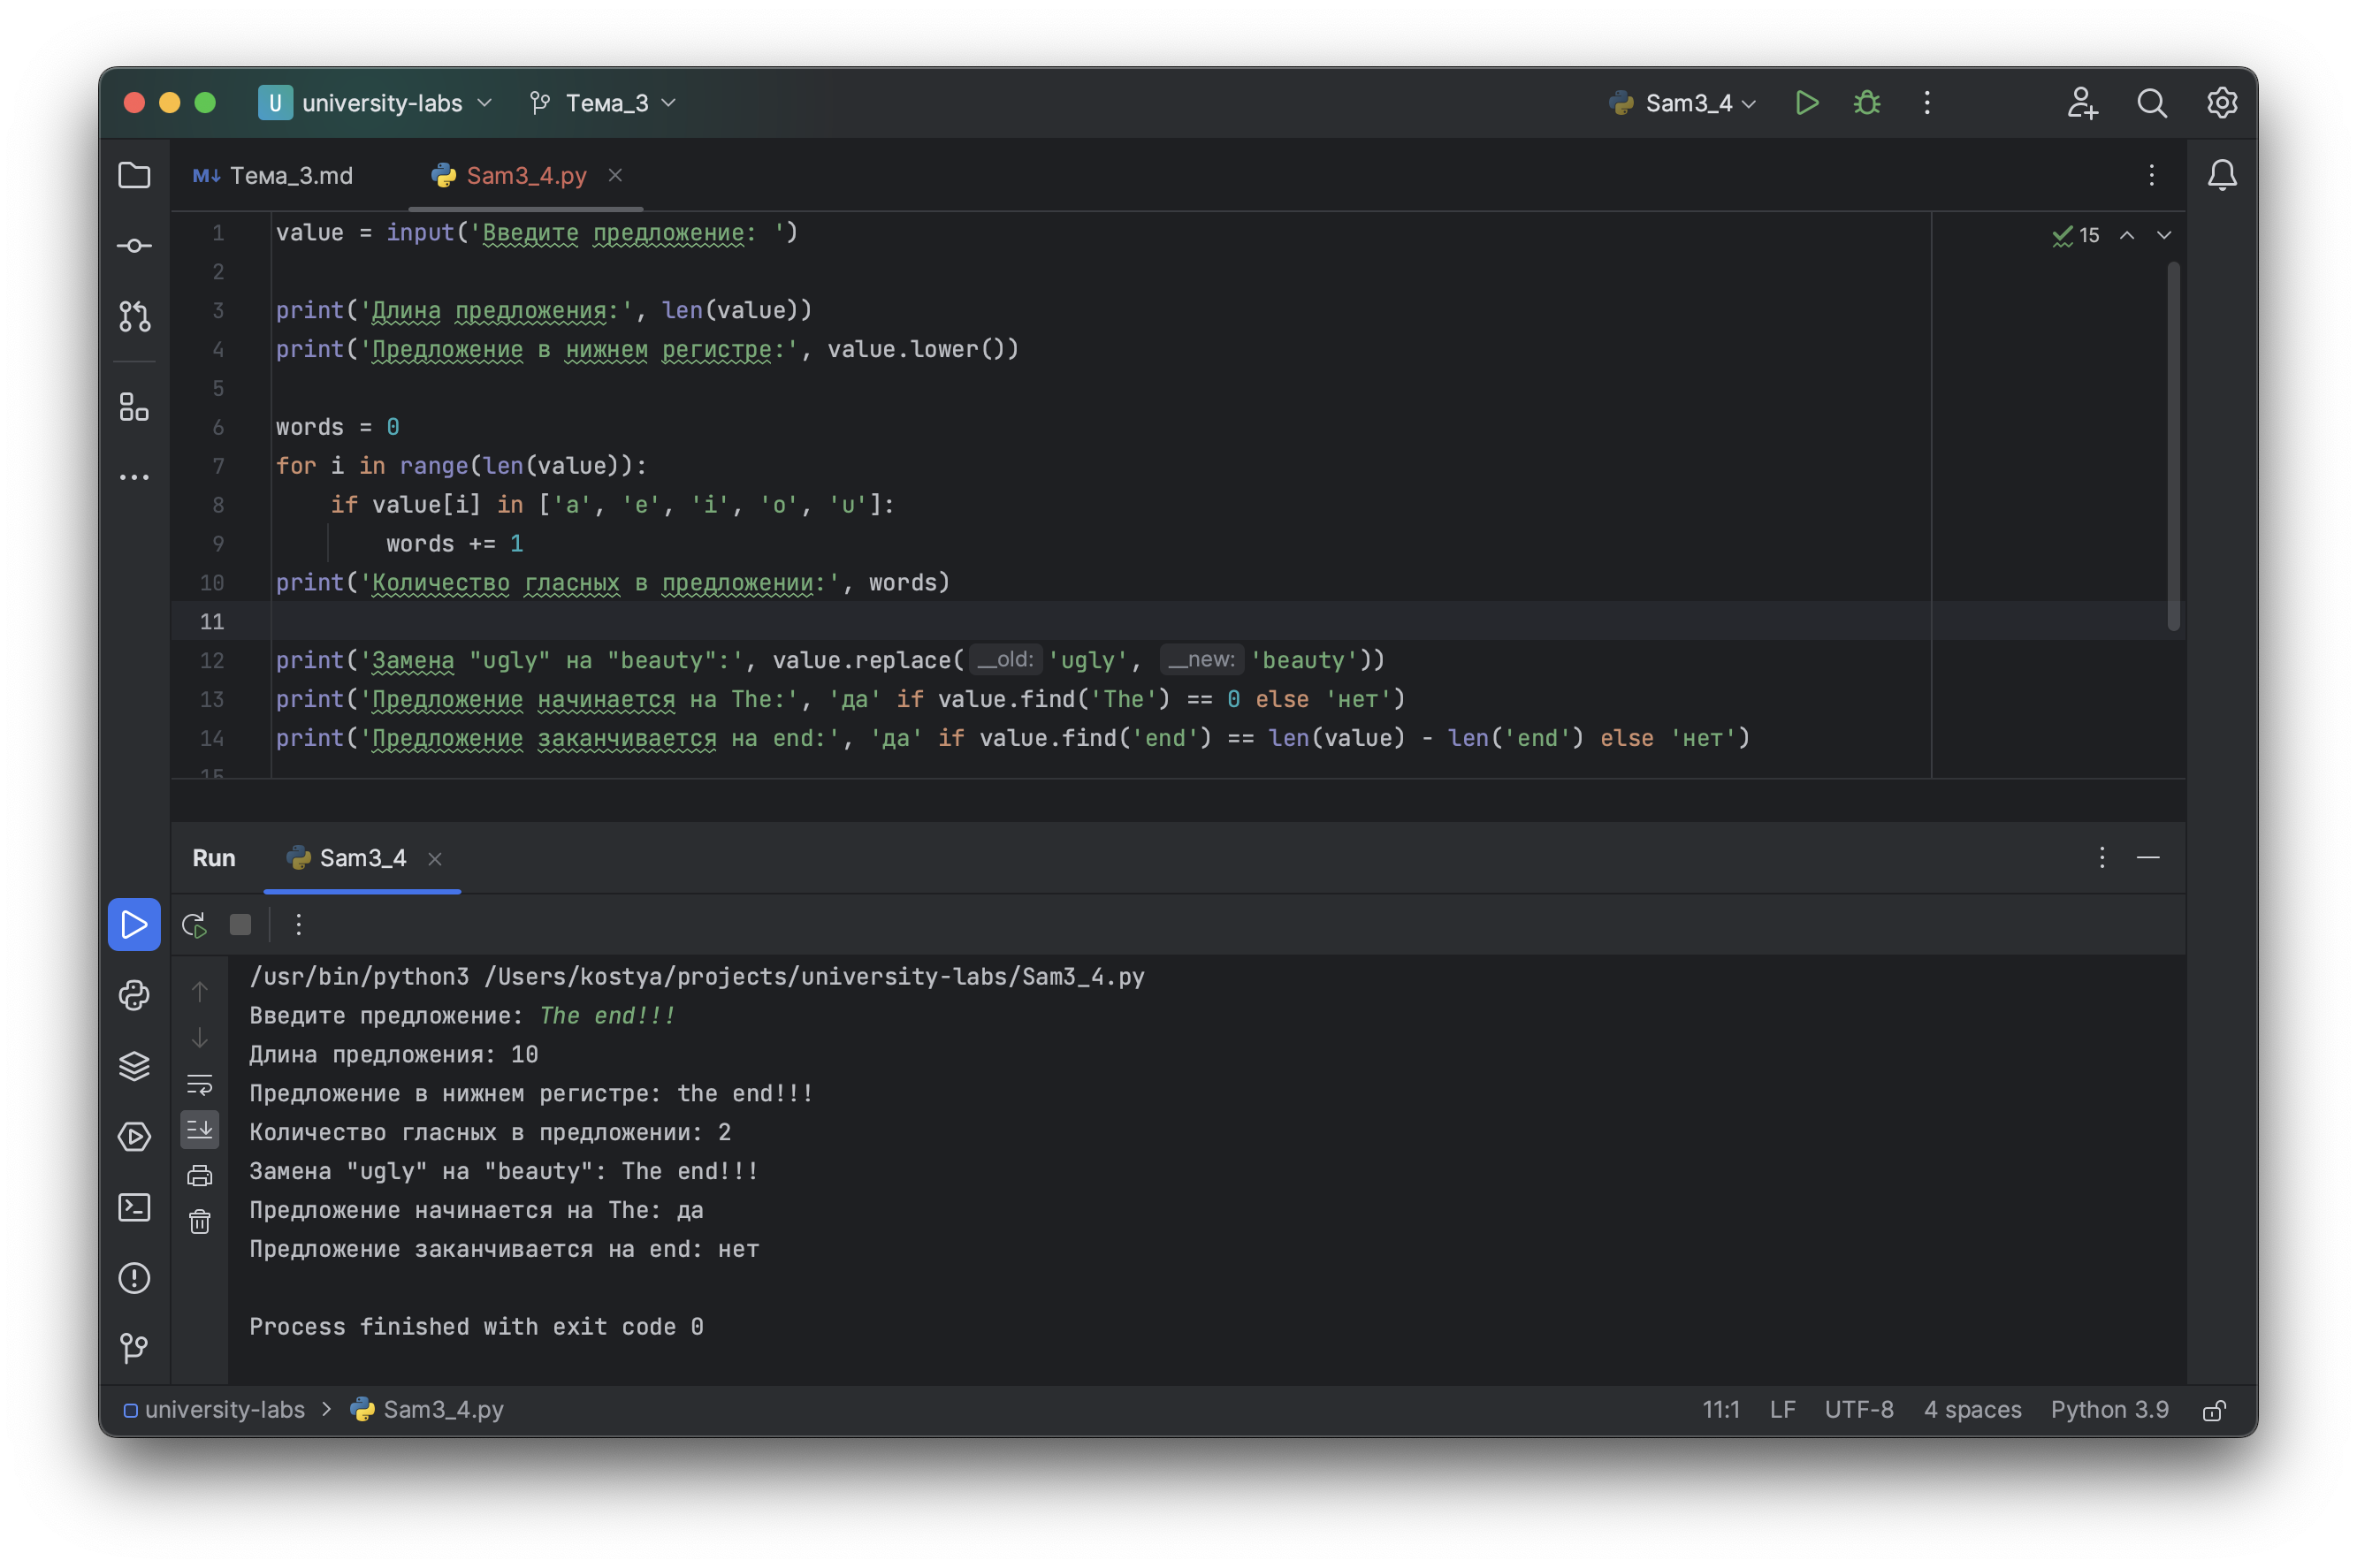 U university-labs Тема_3 Sam3_4
M↓ Тема_3.md Sam3_4.py
15
1 value = input('Введите предложение: ')
2
3 print('Длина предложения:', len(value))
4 print('Предложение в нижнем регистре:', value.lower())
5
6 words = 0
7 for i in range(len(value)):
8 if value[i] in ['a', 'e', 'i', 'o', 'u']:
9 words += 1
10 print('Количество гласных в предложении:', words)
11
12 print('Замена "ugly" на "beauty":', value.replace(__old: 'ugly', __new: 'beauty'))
13 print('Предложение начинается на The:', 'да' if value.find('The') == 0 else 'нет')
14 print('Предложение заканчивается на end:', 'да' if value.find('end') == len(value) - len('end') else 'нет')
15
Run Sam3_4
/usr/bin/python3 /Users/kostya/projects/university-labs/Sam3_4.py
Введите предложение: The end!!!
Длина предложения: 10
Предложение в нижнем регистре: the end!!!
Количество гласных в предложении: 2
Замена "ugly" на "beauty": The end!!!
Предложение начинается на The: да
Предложение заканчивается на end: нет
Process finished with exit code 0
university-labs > Sam3_4.py 11:1 LF UTF-8 4 spaces Python 3.9